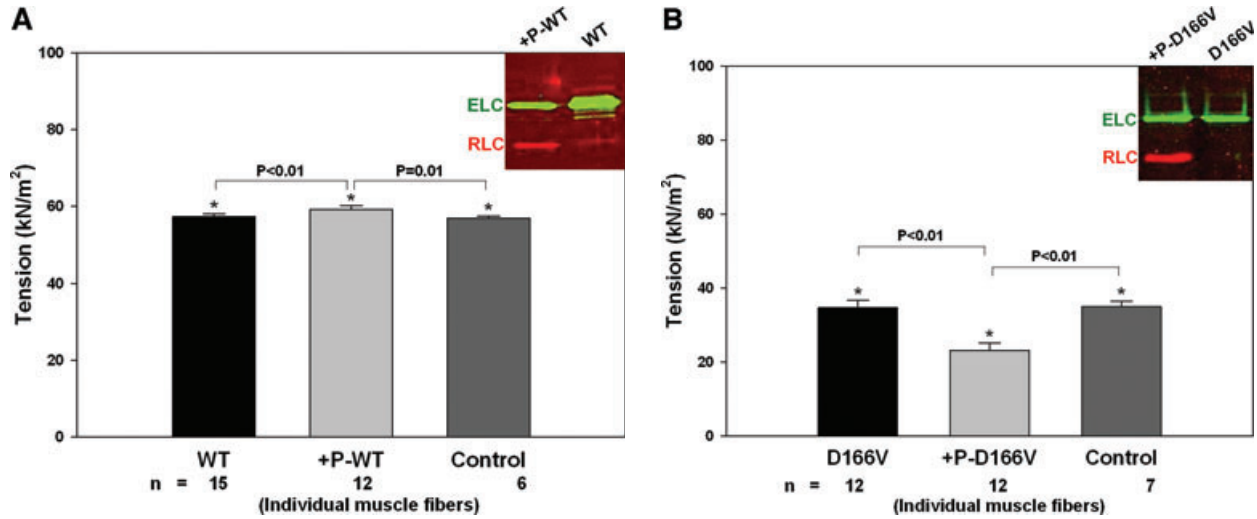 A
+P-WT WT
100
80
60
40
20
0
Tension (kN/m²)
ELC
RLC
P<0.01 P=0.01
* * *
WT +P-WT Control
n = 15 12 6
(Individual muscle fibers)
B
+P-D166V D166V
100
80
60
40
20
0
Tension (kN/m²)
ELC
RLC
P<0.01
P<0.01
* * *
D166V +P-D166V Control
n = 12 12 7
(Individual muscle fibers)